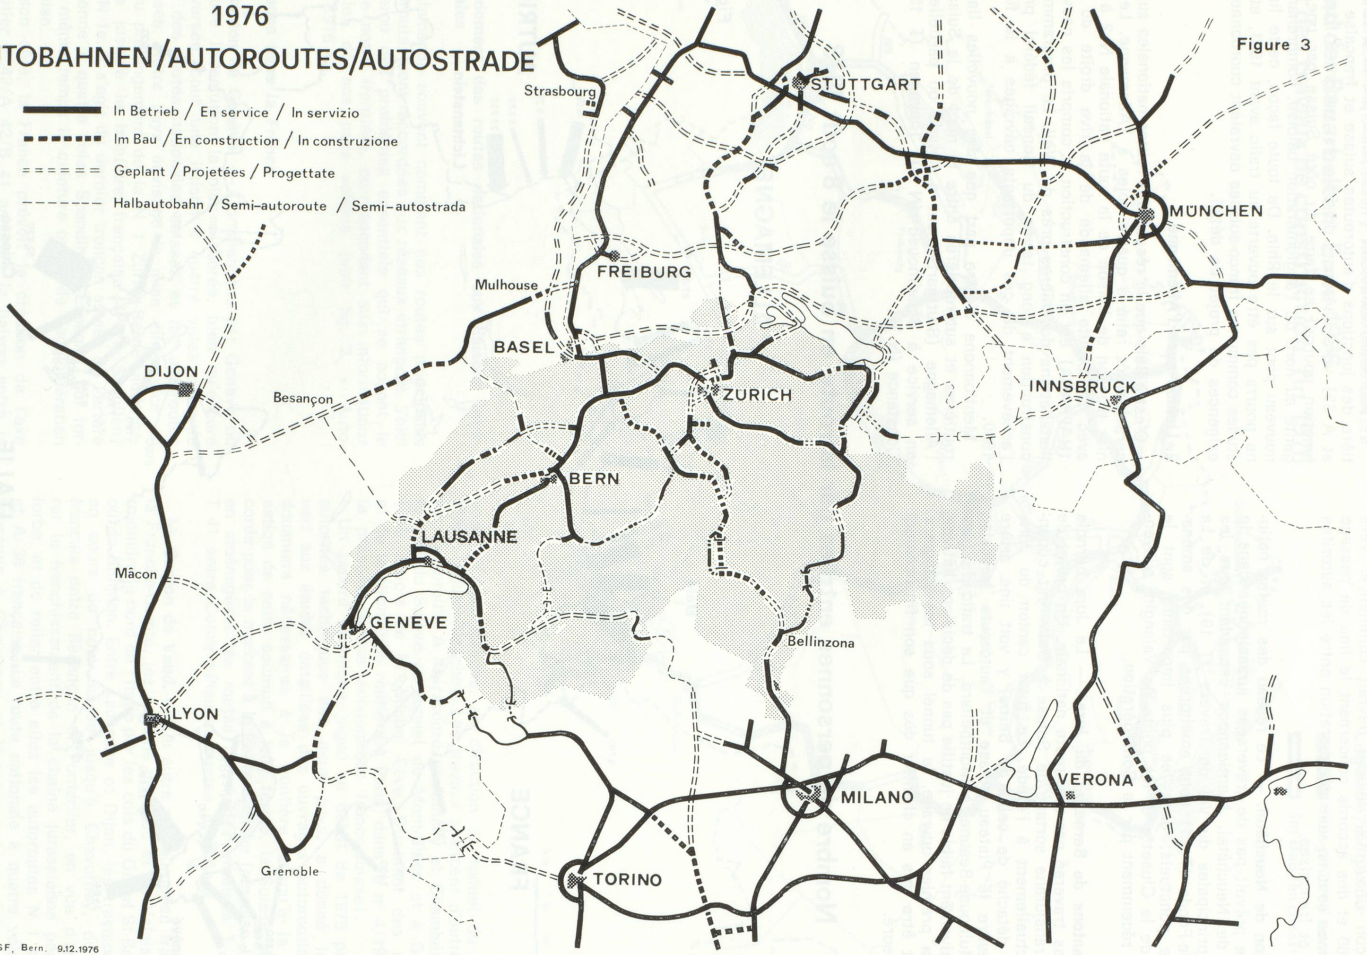 1976
TOBAHNEN/AUTOROUTES/AUTOSTRADE
Figure 3
In Betrieb / En service / In servizio
Im Bau / En construction / In construzione
Geplant / Projetées / Progettate
Halbautobahn / Semi-autoroute / Semi-autostrada
Strasbourg
STUTTGART
MÜNCHEN
FREIBURG
Mulhouse
BASEL
DIJON
ZURICH
INNSBRUCK
Besançon
BERN
LAUSANNE
Mâcon
GENEVE
Bellinzona
LYON
VERONA
MILANO
Grenoble
TORINO
SF, Bern. 9.12.1976